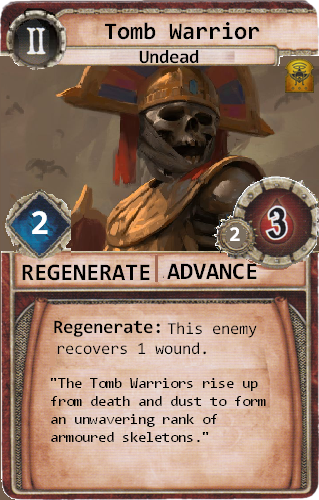 II
Tomb Warrior
Undead
2
2
3
REGENERATE ADVANCE
Regenerate: This enemy
recovers 1 wound.
"The Tomb Warriors rise up
from death and dust to form
an unwavering rank of
armoured skeletons."